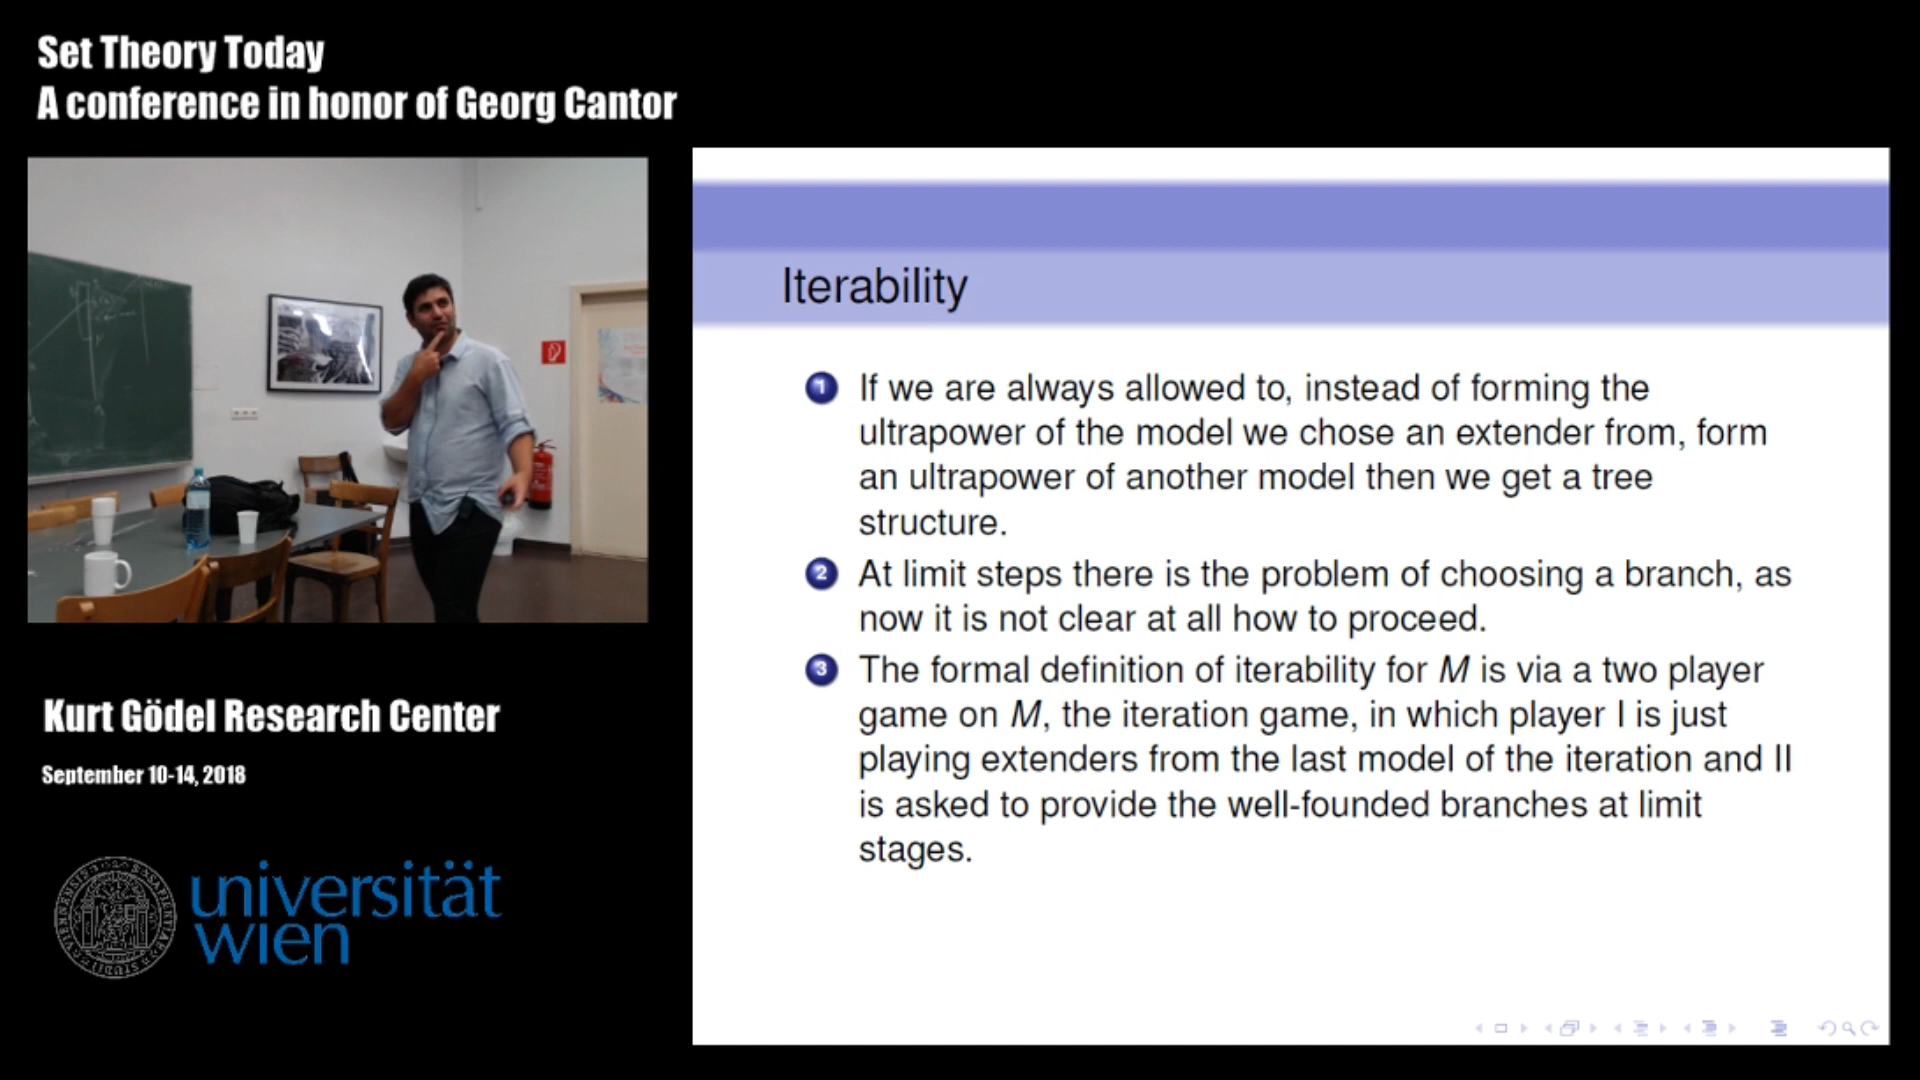 Set Theory Today
A conference in honor of Georg Cantor
Iterability
1 If we are always allowed to, instead of forming the
ultrapower of the model we chose an extender from, form
an ultrapower of another model then we get a tree
structure.
2 At limit steps there is the problem of choosing a branch, as
now it is not clear at all how to proceed.
3 The formal definition of iterability for M is via a two player
game on M, the iteration game, in which player I is just
playing extenders from the last model of the iteration and II
is asked to provide the well-founded branches at limit
stages.
Kurt Gödel Research Center
September 10-14, 2018
universität
wien